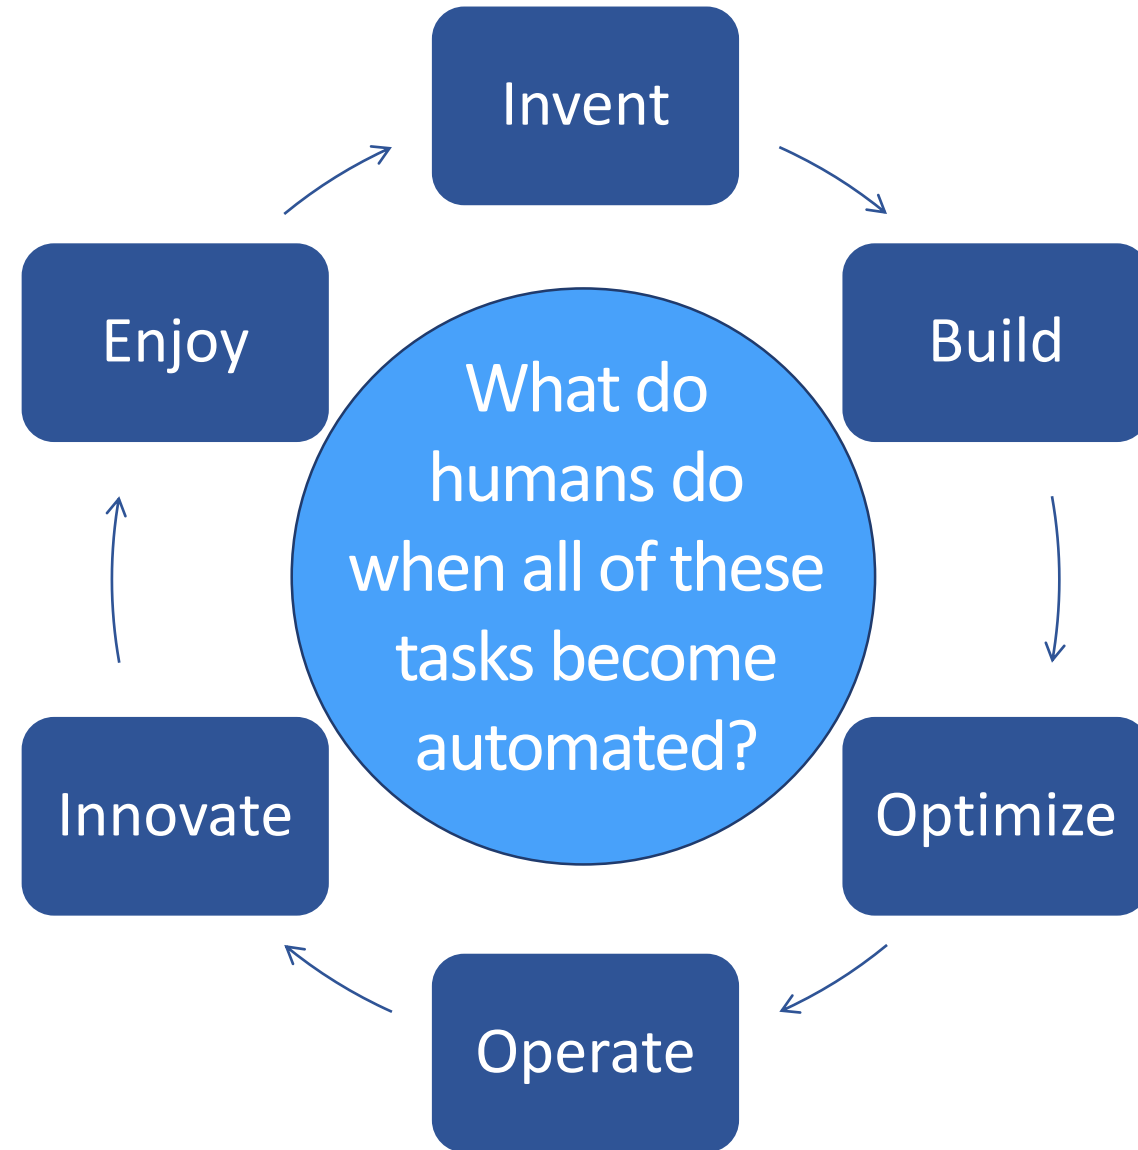 Invent
Build
Optimize
Operate
Innovate
Enjoy
What do
humans do
when all of these
tasks become
automated?